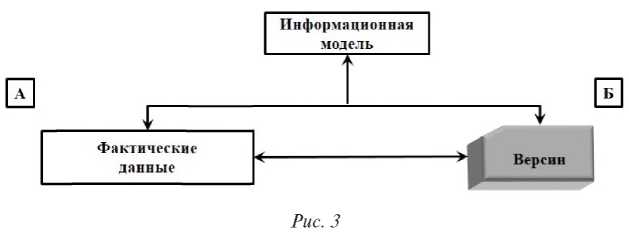 Информационная
модель
А
Б
Фактические
данные
Версии
Рис. 3